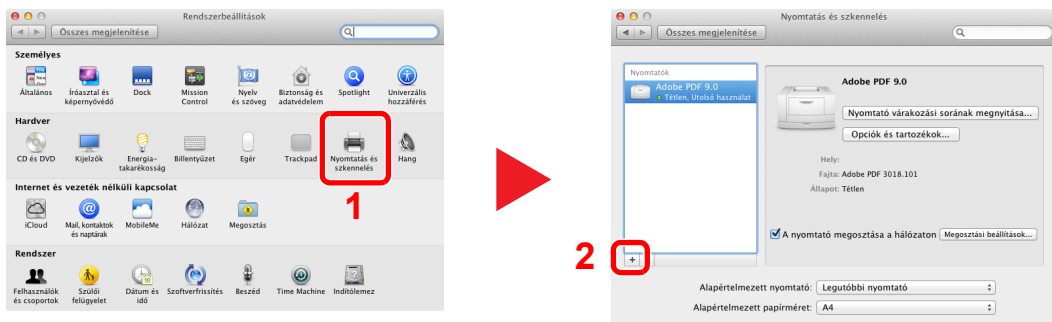 Rendszerbeállítások
Összes megjelenítése
Személyes
Általános
Íróasztal és képernyővédő
Dock
Mission Control
Nyelv és szöveg
Biztonság és adatvédelem
Spotlight
Univerzális hozzáférés
Hardver
CD és DVD
Kijelzők
Energia-takarékosság
Billentyűzet
Egér
Trackpad
Nyomtatás és szkennelés
Hang
1
Internet és vezeték nélküli kapcsolat
iCloud
Mail, kontaktok és naptárak
MobileMe
Hálózat
Megosztás
Rendszer
Felhasználók és csoportok
Szülői felügyelet
Dátum és idő
Szoftverfrissítés
Beszéd
Time Machine
Indítólemez
Nyomtatás és szkennelés
Összes megjelenítése
Nyomtatók
Adobe PDF 9.0
Tétlen, Utolsó használat
Adobe PDF 9.0
Nyomtató várakozási sorának megnyitása...
Opciók és tartozékok...
Hely:
Fajta: Adobe PDF 3018.101
Állapot: Tétlen
A nyomtató megosztása a hálózaton Megosztási beállítások...
2
+
Alapértelmezett nyomtató: Legutóbbi nyomtató
Alapértelmezett papírméret: A4